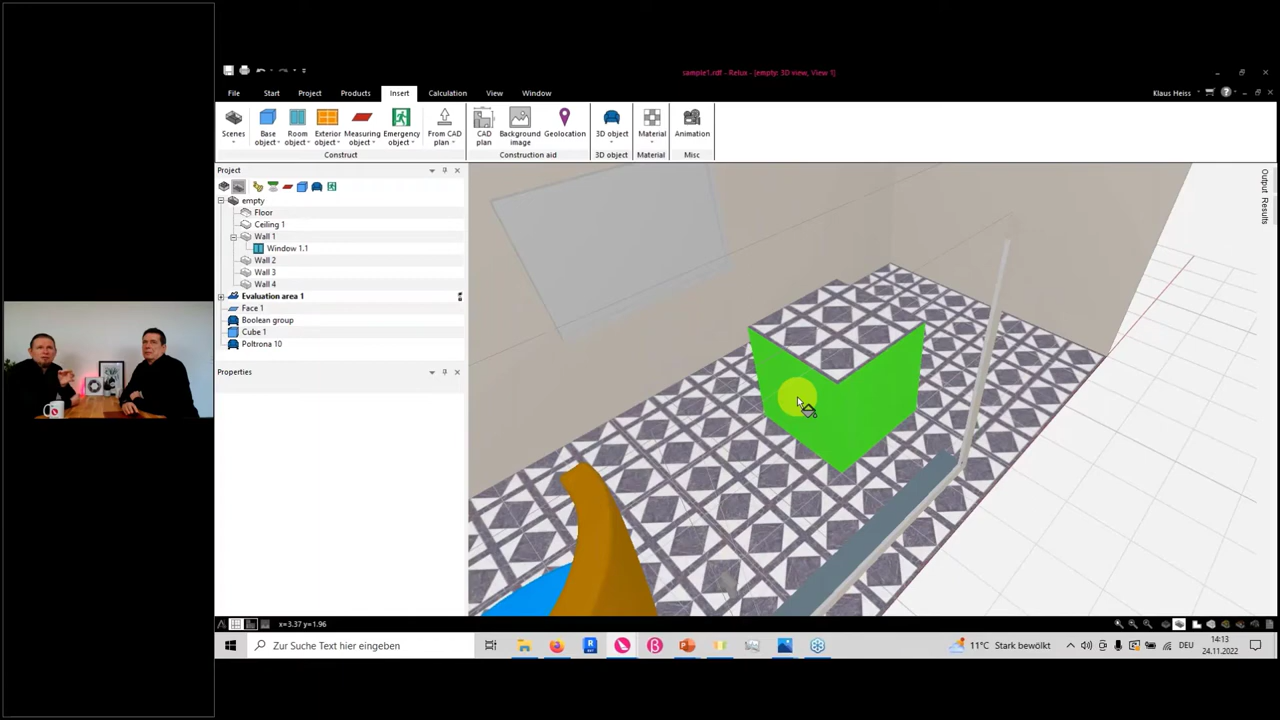 sample1.rdf - Relux - [empty: 3D view, View 1]
File Start Project Products Insert Calculation View Window Klaus Heiss
Scenes Base object Room object Exterior object Measuring object Emergency object From CAD plan CAD plan Background image Geolocation 3D object Material Animation
Construct Construction aid 3D object Material Misc
Project
empty
Floor
Ceiling 1
Wall 1
Window 1.1
Wall 2
Wall 3
Wall 4
Evaluation area 1
Face 1
Boolean group
Cube 1
Poltrona 10
Properties
Output Results
x=3.37 y=1.96
Zur Suche Text hier eingeben
11°C Stark bewölkt
DEU
14:13
24.11.2022